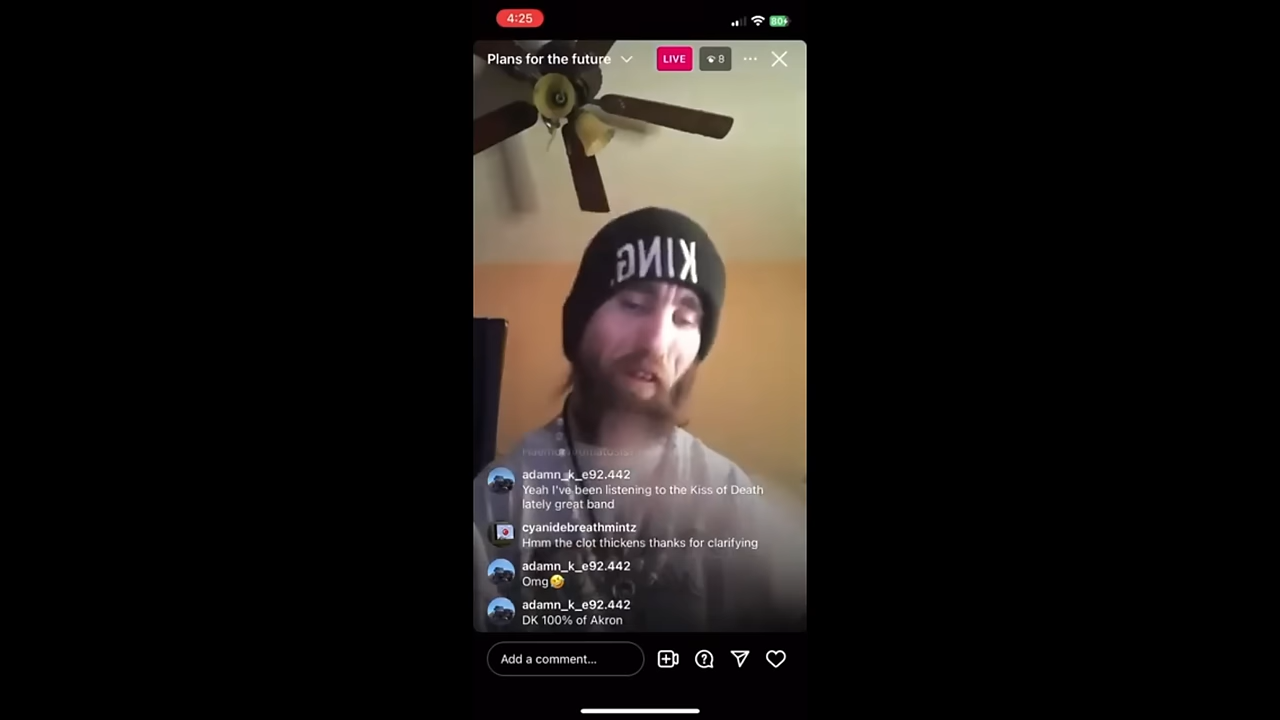 4:25
80
Plans for the future
LIVE
8
KING
adamn_k_e92.442
Yeah I've been listening to the Kiss of Death
lately great band
cyanidebreathmintz
Hmm the clot thickens thanks for clarifying
adamn_k_e92.442
Omg🤣
adamn_k_e92.442
DK 100% of Akron
Add a comment...